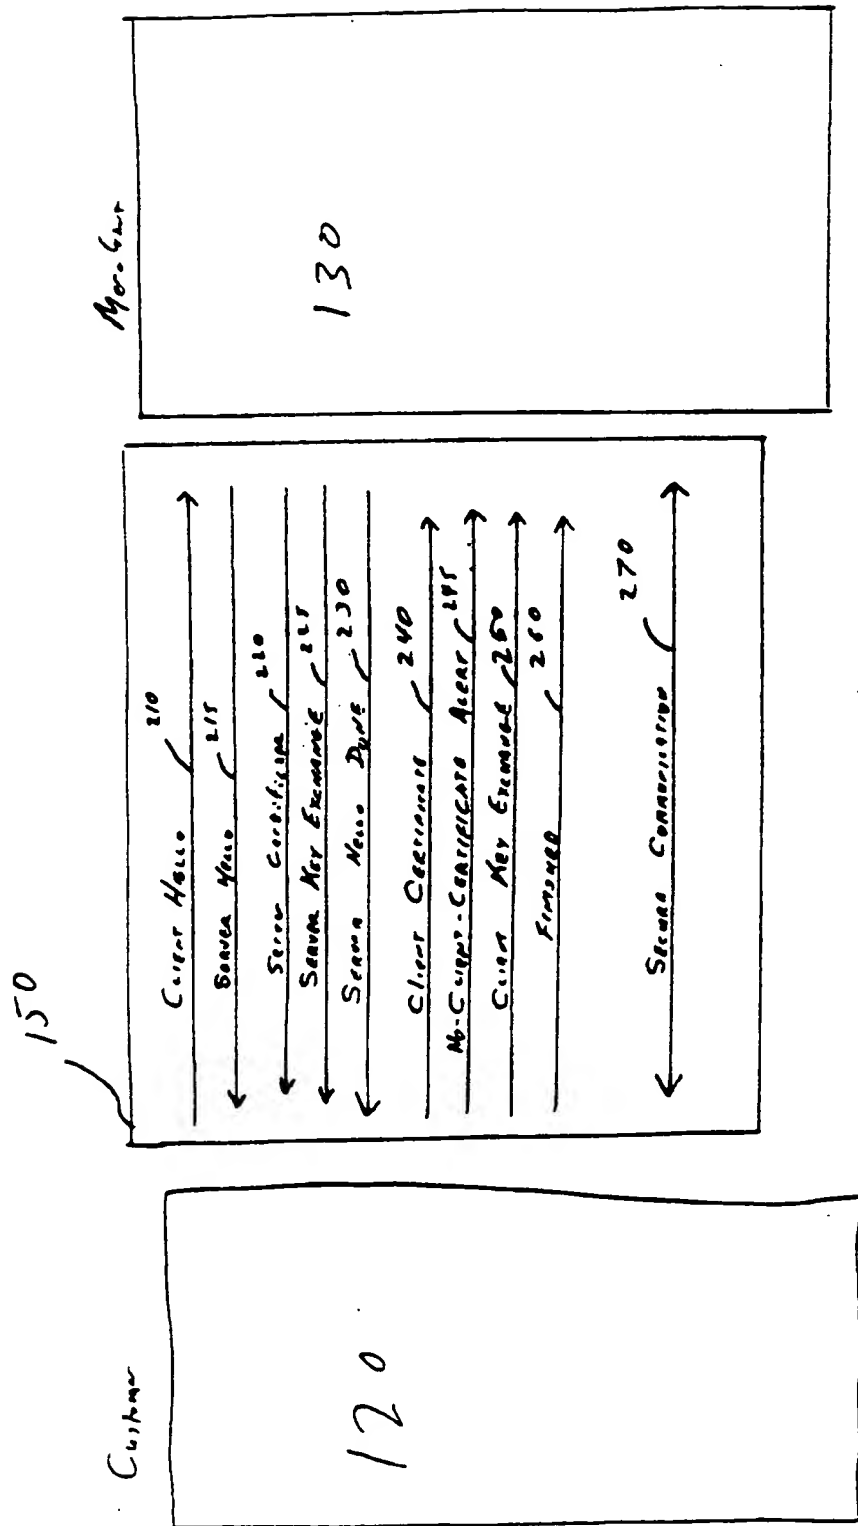 150
Customer
120
Client Hello 210
Server Hello 215
Server Certificate 220
Server Key Exchange 225
Server Hello Done 230
Client Certificate 240
No-Client-Certificate Alert 245
Client Key Exchange 250
Finished 260
Secure Communication 270
Merchant
130